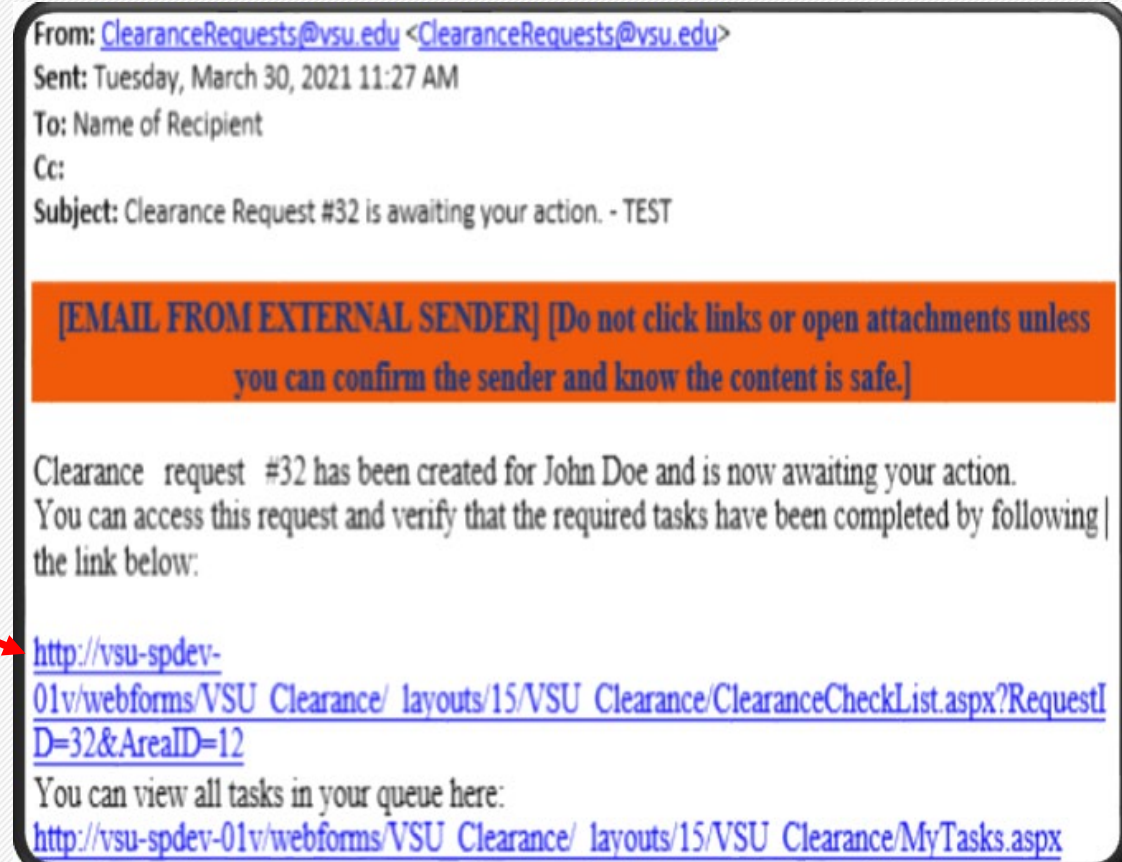 From: ClearanceRequests@vsu.edu <ClearanceRequests@vsu.edu>
Sent: Tuesday, March 30, 2021 11:27 AM
To: Name of Recipient
Cc:
Subject: Clearance Request #32 is awaiting your action. - TEST
[EMAIL FROM EXTERNAL SENDER] [Do not click links or open attachments unless
you can confirm the sender and know the content is safe.]
Clearance request #32 has been created for John Doe and is now awaiting your action.
You can access this request and verify that the required tasks have been completed by following
the link below:
http://vsu-spdev-
01v/webforms/VSU_Clearance/_layouts/15/VSU_Clearance/ClearanceCheckList.aspx?RequestI
D=32&AreaID=12
You can view all tasks in your queue here:
http://vsu-spdev-01v/webforms/VSU_Clearance/_layouts/15/VSU_Clearance/MyTasks.aspx